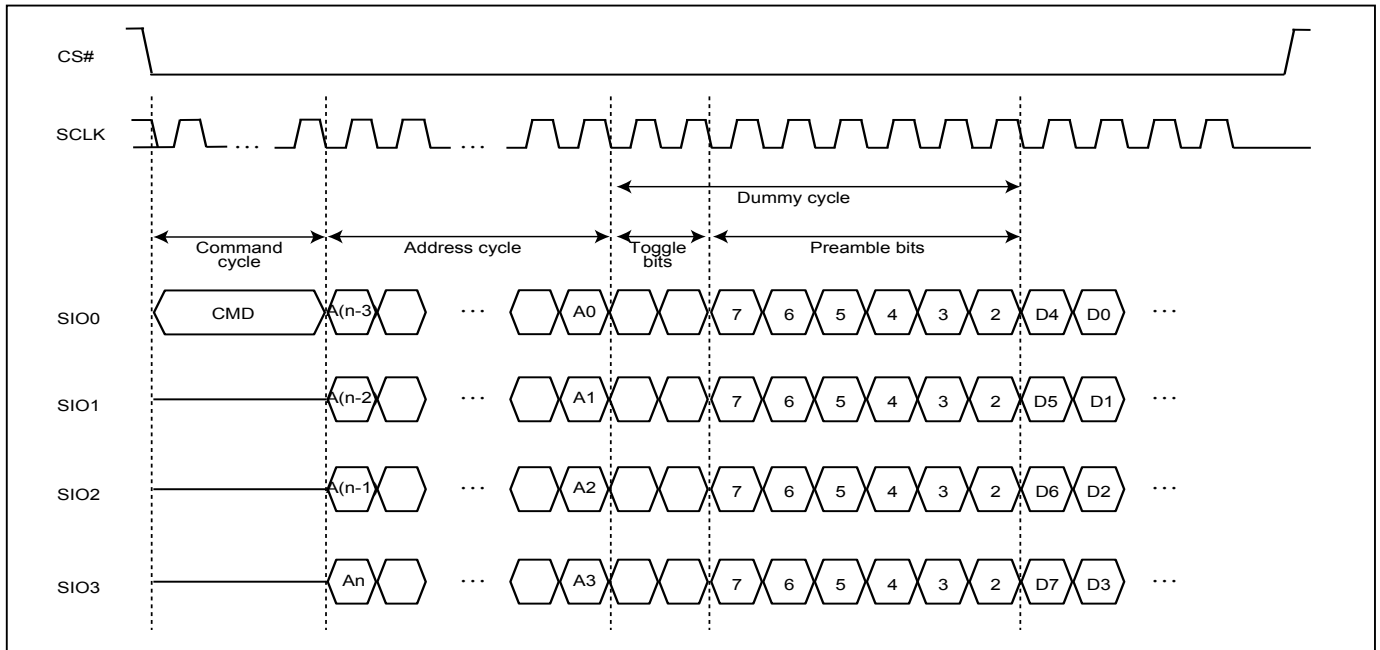 CS#
SCLK
... ...
Dummy cycle
Command cycle
Address cycle
Toggle bits
Preamble bits
SIO0 CMD A(n-3) ... A0 7 6 5 4 3 2 D4 D0 ...
SIO1 A(n-2) ... A1 7 6 5 4 3 2 D5 D1 ...
SIO2 A(n-1) ... A2 7 6 5 4 3 2 D6 D2 ...
SIO3 An ... A3 7 6 5 4 3 2 D7 D3 ...